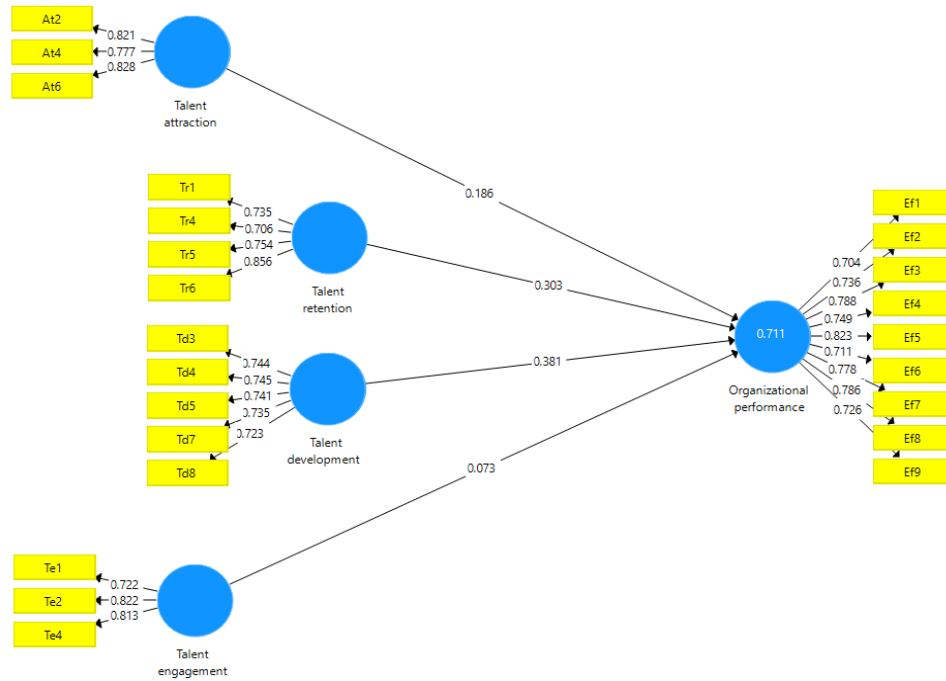 At2
At4
At6
0.821
0.777
0.828
Talent
attraction
0.186
Tr1
Tr4
Tr5
Tr6
0.735
0.706
0.754
0.856
Talent
retention
0.303
Td3
Td4
Td5
Td7
Td8
0.744
0.745
0.741
0.735
0.723
Talent
development
0.381
Te1
Te2
Te4
0.722
0.822
0.813
Talent
engagement
0.073
0.711
Organizational
performance
0.704
0.736
0.788
0.749
0.823
0.711
0.778
0.786
0.726
Ef1
Ef2
Ef3
Ef4
Ef5
Ef6
Ef7
Ef8
Ef9